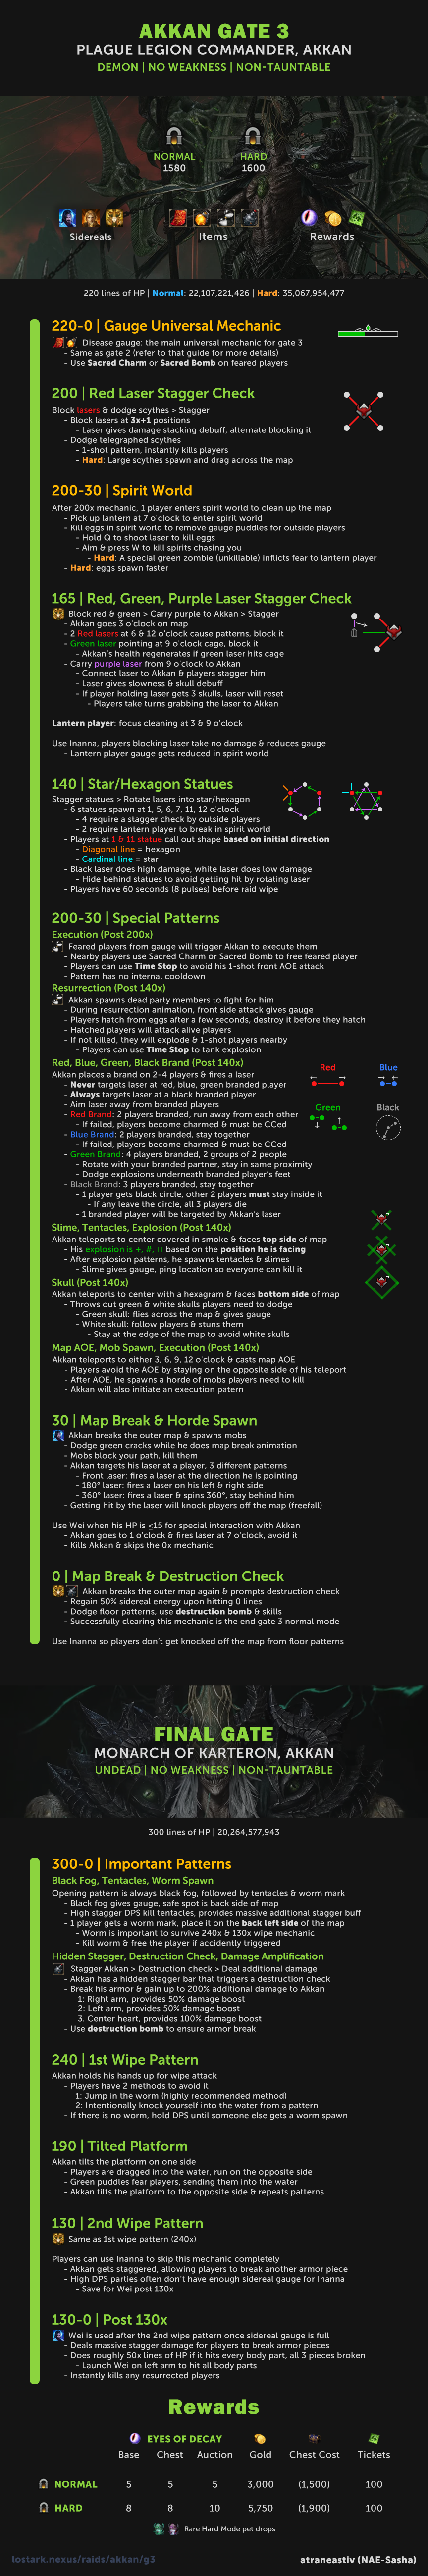 AKKAN GATE 3
PLAGUE LEGION COMMANDER, AKKAN
DEMON | NO WEAKNESS | NON-TAUNTABLE
NORMAL
1580
HARD
1600
Sidereals
Items
Rewards
220 lines of HP | Normal: 22,107,221,426 | Hard: 35,067,954,477
220-0 | Gauge Universal Mechanic
Disease gauge: the main universal mechanic for gate 3
- Same as gate 2 (refer to that guide for more details)
- Use Sacred Charm or Sacred Bomb on feared players
200 | Red Laser Stagger Check
Block lasers & dodge scythes > Stagger
- Block lasers at 3x+1 positions
- Laser gives damage stacking debuff, alternate blocking it
- Dodge telegraphed scythes
- 1-shot pattern, instantly kills players
- Hard: Large scythes spawn and drag across the map
200-30 | Spirit World
After 200x mechanic, 1 player enters spirit world to clean up the map
- Pick up lantern at 7 o'clock to enter spirit world
- Kill eggs in spirit world to remove gauge puddles for outside players
- Hold Q to shoot laser to kill eggs
- Aim & press W to kill spirits chasing you
- Hard: A special green zombie (unkillable) inflicts fear to lantern player
- Hard: eggs spawn faster
165 | Red, Green, Purple Laser Stagger Check
Block red & green > Carry purple to Akkan > Stagger
- Akkan goes 3 o'clock on map
- 2 Red lasers at 6 & 12 o'clock cause patterns, block it
- Green laser pointing at 9 o'clock cage, block it
- Akkan's health regenerates if green laser hits cage
- Carry purple laser from 9 o'clock to Akkan
- Connect laser to Akkan & players stagger him
- Laser gives slowness & skull debuff
- If player holding laser gets 3 skulls, laser will reset
- Players take turns grabbing the laser to Akkan
Lantern player: focus cleaning at 3 & 9 o'clock
Use Inanna, players blocking laser take no damage & reduces gauge
- Lantern player gauge gets reduced in spirit world
140 | Star/Hexagon Statues
Stagger statues > Rotate lasers into star/hexagon
- 6 statues spawn at 1, 5, 6, 7, 11, 12 o'clock
- 4 require a stagger check by outside players
- 2 require lantern player to break in spirit world
- Players at 1 & 11 statue call out shape based on initial direction
- Diagonal line = hexagon
- Cardinal line = star
- Black laser does high damage, white laser does low damage
- Hide behind statues to avoid getting hit by rotating laser
- Players have 60 seconds (8 pulses) before raid wipe
200-30 | Special Patterns
Execution (Post 200x)
Feared players from gauge will trigger Akkan to execute them
- Nearby players use Sacred Charm or Sacred Bomb to free feared player
- Players can use Time Stop to avoid his 1-shot front AOE attack
- Pattern has no internal cooldown
Resurrection (Post 140x)
Akkan spawns dead party members to fight for him
- During resurrection animation, front side attack gives gauge
- Players hatch from eggs after a few seconds, destroy it before they hatch
- Hatched players will attack alive players
- If not killed, they will explode & 1-shot players nearby
- Players can use Time Stop to tank explosion
Red, Blue, Green, Black Brand (Post 140x)
Akkan places a brand on 2-4 players & fires a laser
- Never targets laser at red, blue, green branded player
- Always targets laser at a black branded player
- Aim laser away from branded players
- Red Brand: 2 players branded, run away from each other
- If failed, players become charmed & must be CCed
- Blue Brand: 2 players branded, stay together
- If failed, players become charmed & must be CCed
- Green Brand: 4 players branded, 2 groups of 2 people
- Rotate with your branded partner, stay in same proximity
- Dodge explosions underneath branded player's feet
- Black Brand: 3 players branded, stay together
- 1 player gets black circle, other 2 players must stay inside it
- If any leave the circle, all 3 players die
- 1 branded player will be targeted by Akkan's laser
Red
Blue
Green
Black
Slime, Tentacles, Explosion (Post 140x)
Akkan teleports to center covered in smoke & faces top side of map
- His explosion is +, #, [] based on the position he is facing
- After explosion patterns, he spawns tentacles & slimes
- Slime gives gauge, ping location so everyone can kill it
Skull (Post 140x)
Akkan teleports to center with a hexagram & faces bottom side of map
- Throws out green & white skulls players need to dodge
- Green skull: flies across the map & gives gauge
- White skull: follow players & stuns them
- Stay at the edge of the map to avoid white skulls
Map AOE, Mob Spawn, Execution (Post 140x)
Akkan teleports to either 3, 6, 9, 12 o'clock & casts map AOE
- Players avoid the AOE by staying on the opposite side of his teleport
- After AOE, he spawns a horde of mobs players need to kill
- Akkan will also initiate an execution patern
30 | Map Break & Horde Spawn
Akkan breaks the outer map & spawns mobs
- Dodge green cracks while he does map break animation
- Mobs block your path, kill them
- Akkan targets his laser at a player, 3 different patterns
- Front laser: fires a laser at the direction he is pointing
- 180° laser: fires a laser on his left & right side
- 360° laser: fires a laser & spins 360°, stay behind him
- Getting hit by the laser will knock players off the map (freefall)
Use Wei when his HP is ≤15 for special interaction with Akkan
- Akkan goes to 1 o'clock & fires laser at 7 o'clock, avoid it
- Kills Akkan & skips the 0x mechanic
0 | Map Break & Destruction Check
Akkan breaks the outer map again & prompts destruction check
- Regain 50% sidereal energy upon hitting 0 lines
- Dodge floor patterns, use destruction bomb & skills
- Successfully clearing this mechanic is the end gate 3 normal mode
Use Inanna so players don't get knocked off the map from floor patterns
FINAL GATE
MONARCH OF KARTERON, AKKAN
UNDEAD | NO WEAKNESS | NON-TAUNTABLE
300 lines of HP | 20,264,577,943
300-0 | Important Patterns
Black Fog, Tentacles, Worm Spawn
Opening pattern is always black fog, followed by tentacles & worm mark
- Black fog gives gauge, safe spot is back side of map
- High stagger DPS kill tentacles, provides massive additional stagger buff
- 1 player gets a worm mark, place it on the back left side of the map
- Worm is important to survive 240x & 130x wipe mechanic
- Kill worm & free the player if accidently triggered
Hidden Stagger, Destruction Check, Damage Amplification
Stagger Akkan > Destruction check > Deal additional damage
- Akkan has a hidden stagger bar that triggers a destruction check
- Break his armor & gain up to 200% additional damage to Akkan
1: Right arm, provides 50% damage boost
2: Left arm, provides 50% damage boost
3. Center heart, provides 100% damage boost
- Use destruction bomb to ensure armor break
240 | 1st Wipe Pattern
Akkan holds his hands up for wipe attack
- Players have 2 methods to avoid it
1: Jump in the worm (highly recommended method)
2: Intentionally knock yourself into the water from a pattern
- If there is no worm, hold DPS until someone else gets a worm spawn
190 | Tilted Platform
Akkan tilts the platform on one side
- Players are dragged into the water, run on the opposite side
- Green puddles fear players, sending them into the water
- Akkan tilts the platform to the opposite side & repeats patterns
130 | 2nd Wipe Pattern
Same as 1st wipe pattern (240x)
Players can use Inanna to skip this mechanic completely
- Akkan gets staggered, allowing players to break another armor piece
- High DPS parties often don't have enough sidereal gauge for Inanna
- Save for Wei post 130x
130-0 | Post 130x
Wei is used after the 2nd wipe pattern once sidereal gauge is full
- Deals massive stagger damage for players to break armor pieces
- Does roughly 50x lines of HP if it hits every body part, all 3 pieces broken
- Launch Wei on left arm to hit all body parts
- Instantly kills any resurrected players
Rewards
EYES OF DECAY
Base Chest Auction Gold Chest Cost Tickets
NORMAL 5 5 5 3,000 (1,500) 100
HARD 8 8 10 5,750 (1,900) 100
Rare Hard Mode pet drops
lostark.nexus/raids/akkan/g3
atraneastiv (NAE-Sasha)